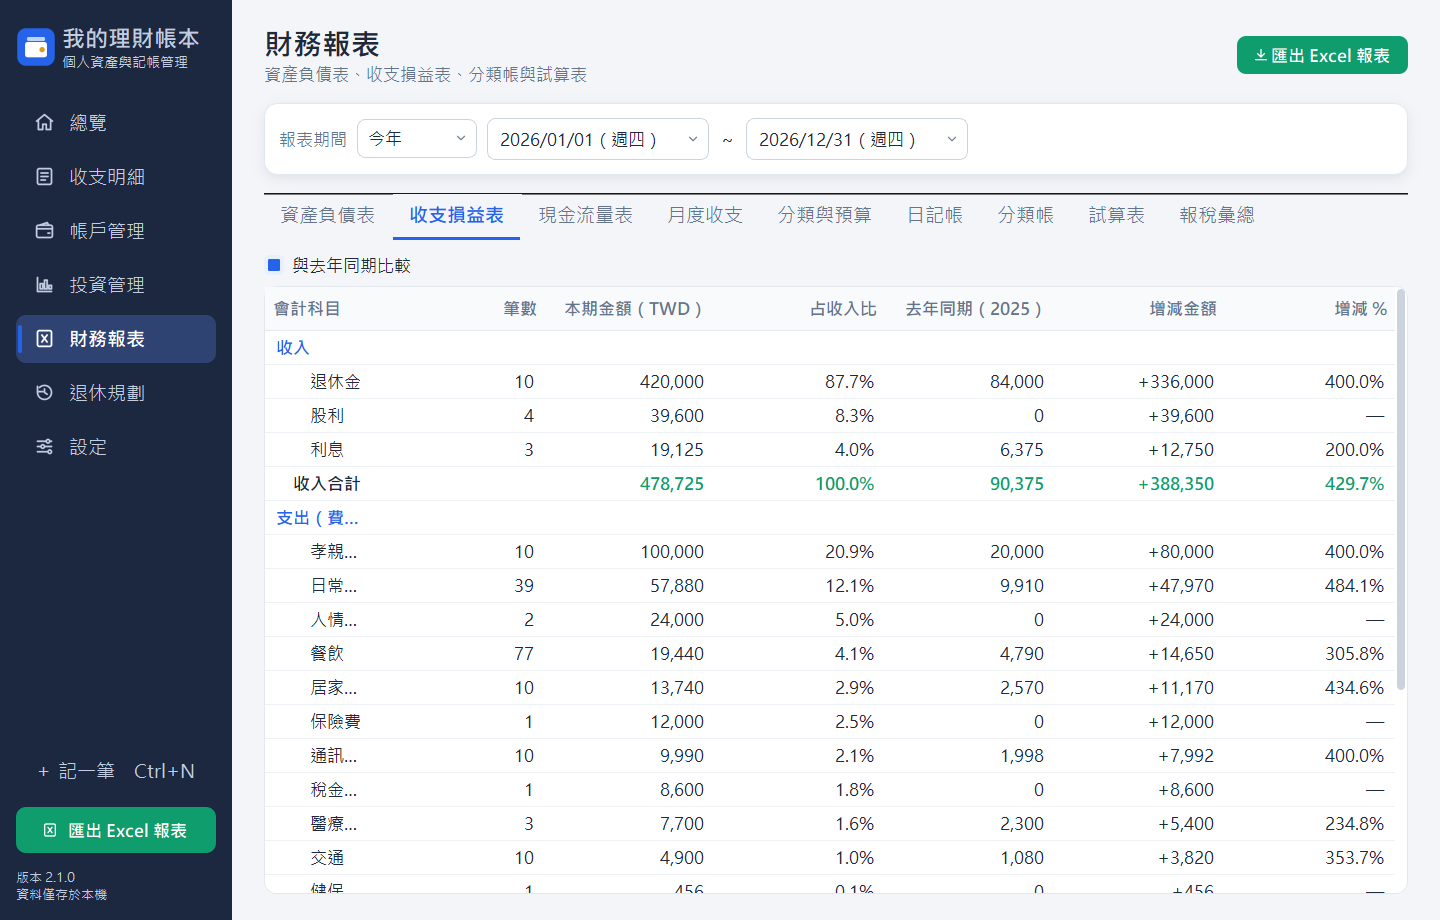 我的理財帳本
個人資產與記帳管理
總覽
收支明細
帳戶管理
投資管理
財務報表
退休規劃
設定
+ 記一筆 Ctrl+N
匯出 Excel 報表
版本 2.1.0
資料僅存於本機
財務報表
資產負債表、收支損益表、分類帳與試算表
匯出 Excel 報表
報表期間 今年 2026/01/01 ( 週四 ) ~ 2026/12/31 ( 週四 )
資產負債表 收支損益表 現金流量表 月度收支 分類與預算 日記帳 分類帳 試算表 報稅彙總
與去年同期比較
會計科目 筆數 本期金額 ( TWD ) 占收入比 去年同期 ( 2025 ) 增減金額 增減 %
收入
退休金 10 420,000 87.7% 84,000 +336,000 400.0%
股利 4 39,600 8.3% 0 +39,600 —
利息 3 19,125 4.0% 6,375 +12,750 200.0%
收入合計 478,725 100.0% 90,375 +388,350 429.7%
支出 ( 費...
孝親... 10 100,000 20.9% 20,000 +80,000 400.0%
日常... 39 57,880 12.1% 9,910 +47,970 484.1%
人情... 2 24,000 5.0% 0 +24,000 —
餐飲 77 19,440 4.1% 4,790 +14,650 305.8%
居家... 10 13,740 2.9% 2,570 +11,170 434.6%
保險費 1 12,000 2.5% 0 +12,000 —
通訊... 10 9,990 2.1% 1,998 +7,992 400.0%
稅金... 1 8,600 1.8% 0 +8,600 —
醫療... 3 7,700 1.6% 2,300 +5,400 234.8%
交通 10 4,900 1.0% 1,080 +3,820 353.7%
健保 1 456 0.1% 0 +456 —